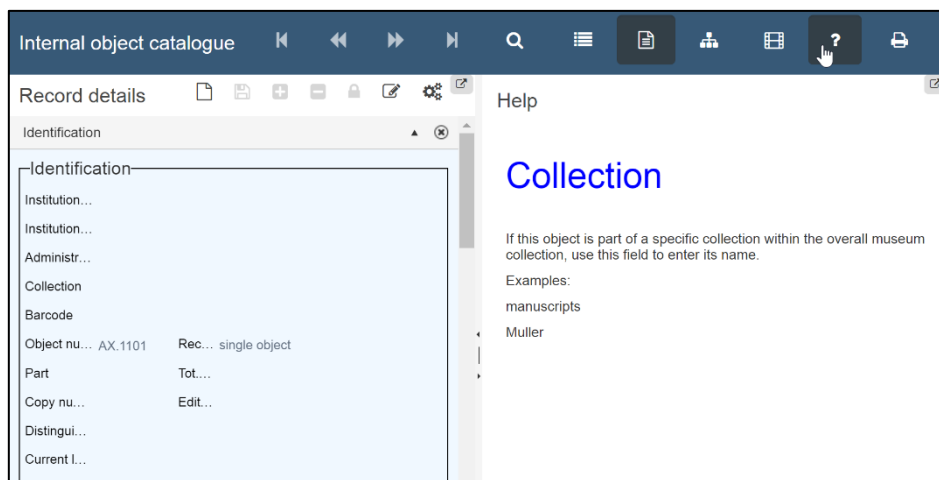 Internal object catalogue
Record details
Identification
Identification
Institution...
Institution...
Administr...
Collection
Barcode
Object nu... AX.1101 Rec... single object
Part Tot....
Copy nu... Edit...
Distingui...
Current l...
Help
Collection
If this object is part of a specific collection within the overall museum
collection, use this field to enter its name.
Examples:
manuscripts
Muller